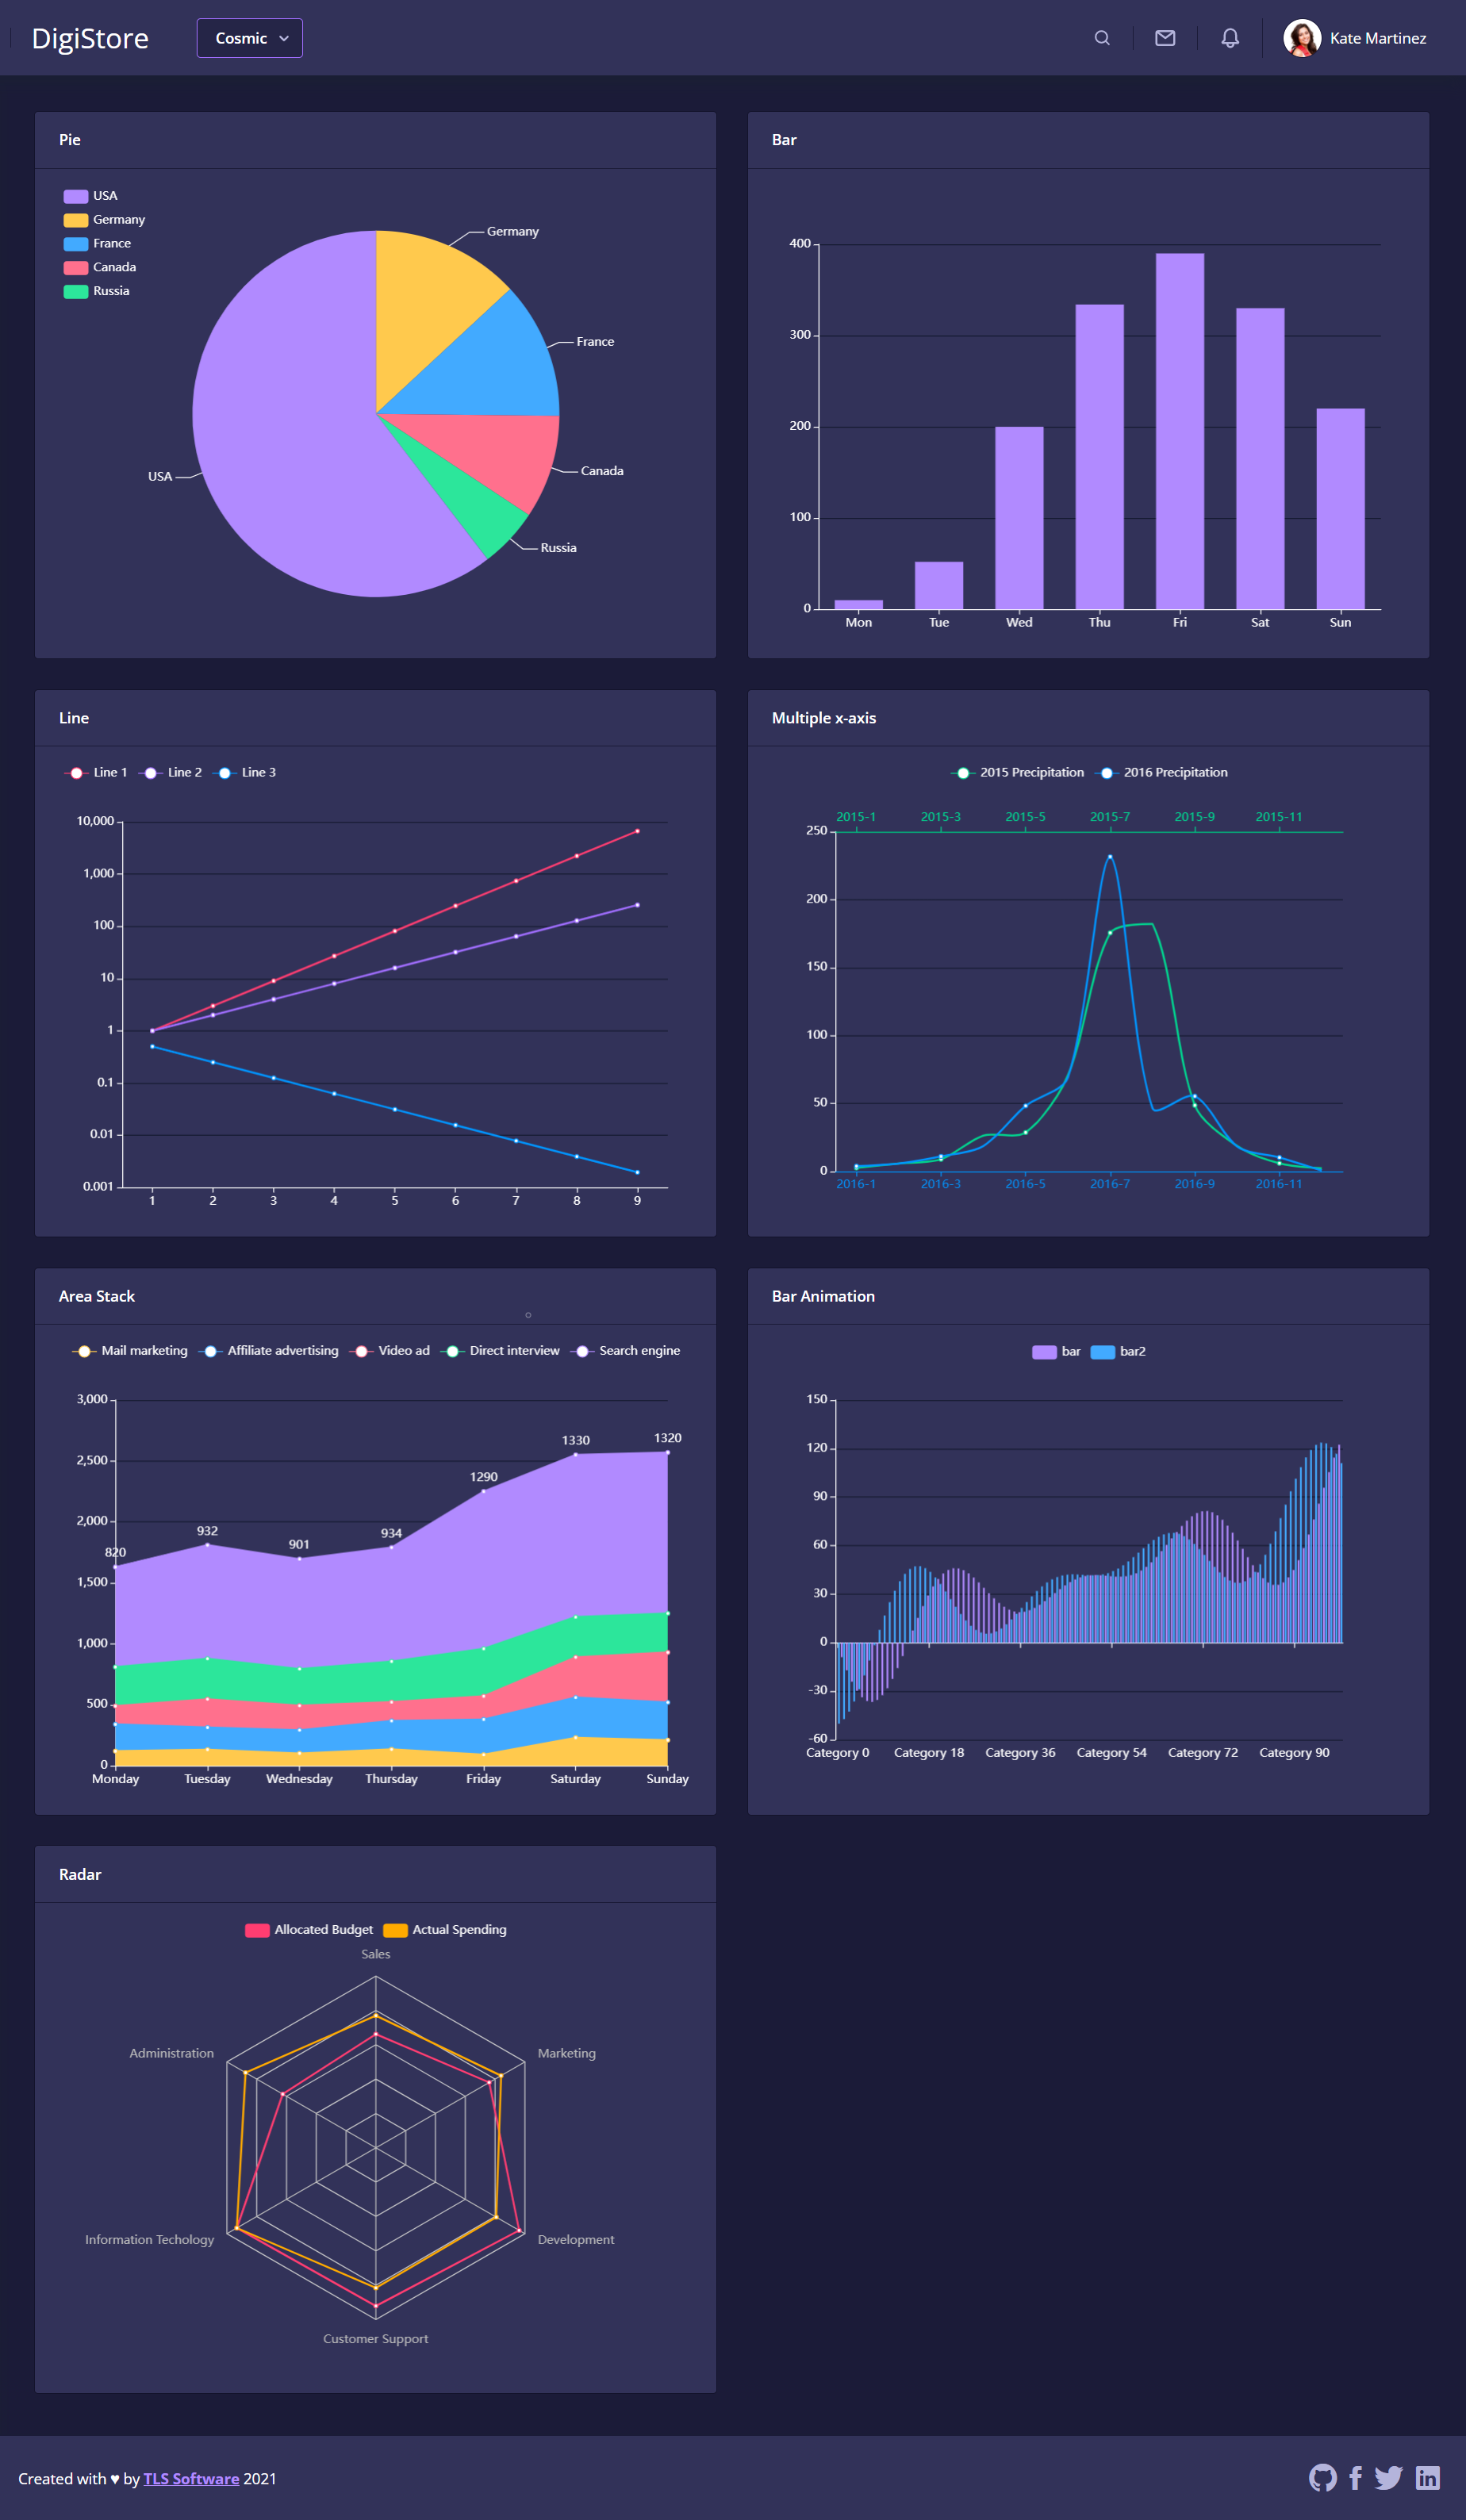 DigiStore
Cosmic
Kate Martinez
Pie
USA
Germany
France
Canada
Russia
Germany
France
Canada
Russia
USA
Bar
400
300
200
100
0
Mon Tue Wed Thu Fri Sat Sun
Line
Line 1 Line 2 Line 3
10,000
1,000
100
10
1
0.1
0.01
0.001
1 2 3 4 5 6 7 8 9
Multiple x-axis
2015 Precipitation 2016 Precipitation
2015-1 2015-3 2015-5 2015-7 2015-9 2015-11
250
200
150
100
50
0
2016-1 2016-3 2016-5 2016-7 2016-9 2016-11
Area Stack
Mail marketing Affiliate advertising Video ad Direct interview Search engine
3,000
2,500
2,000
1,500
1,000
500
0
820 932 901 934 1290 1330 1320
Monday Tuesday Wednesday Thursday Friday Saturday Sunday
Bar Animation
bar bar2
150
120
90
60
30
0
-30
-60
Category 0 Category 18 Category 36 Category 54 Category 72 Category 90
Radar
Allocated Budget Actual Spending
Sales
Administration
Marketing
Information Techology
Development
Customer Support
Created with ♥ by TLS Software 2021